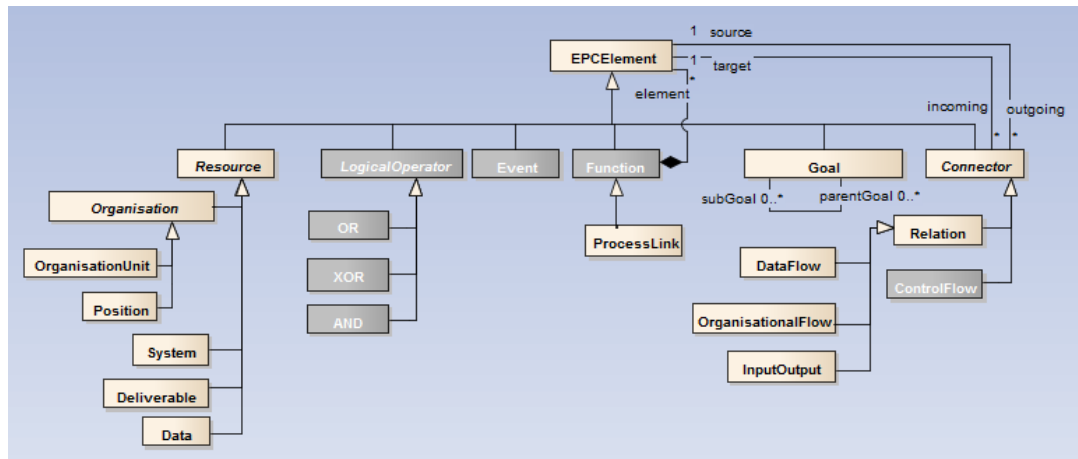 1 source
EPCElement
1 target
*
element
incoming
outgoing
* *
Resource
LogicalOperator
Event
Function
Goal
Connector
Organisation
subGoal 0..*
parentGoal 0..*
OR
ProcessLink
Relation
OrganisationUnit
DataFlow
XOR
ControlFlow
Position
OrganisationalFlow
AND
System
InputOutput
Deliverable
Data